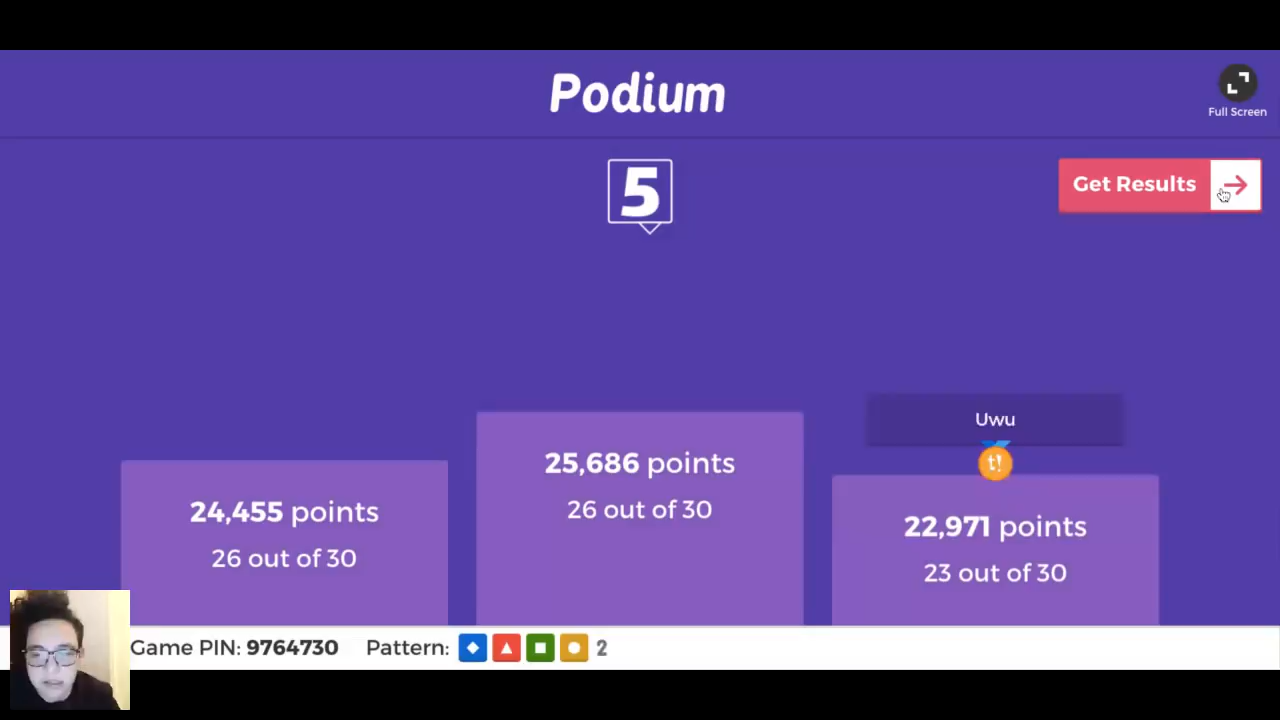 Podium
Full Screen
5
Get Results
Uwu
t!
25,686 points
26 out of 30
24,455 points
26 out of 30
22,971 points
23 out of 30
Game PIN: 9764730 Pattern: 2